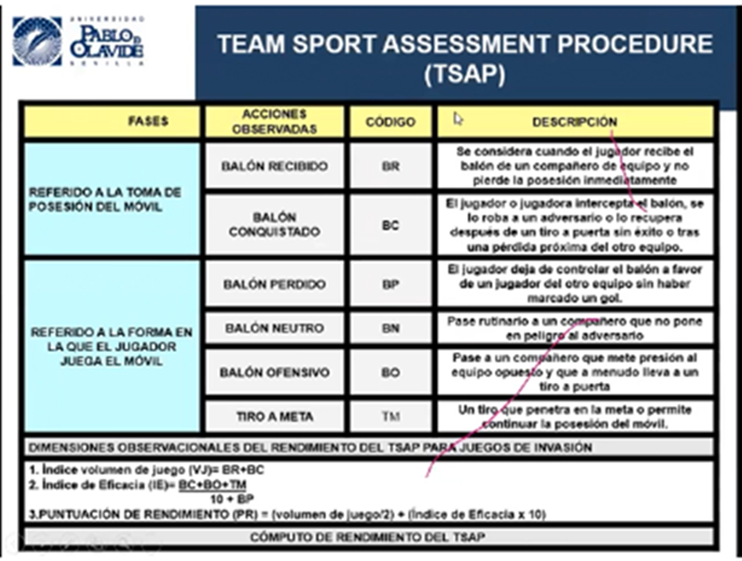 UNIVERSIDAD
PABLO DE
OLAVIDE
SEVILLA
TEAM SPORT ASSESSMENT PROCEDURE
(TSAP)
FASES
ACCIONES
OBSERVADAS
CÓDIGO
DESCRIPCIÓN
REFERIDO A LA TOMA DE
POSESIÓN DEL MÓVIL
BALÓN RECIBIDO
BR
Se considera cuando el jugador recibe el
balón de un compañero de equipo y no
pierde la posesión inmediatamente
BALÓN
CONQUISTADO
BC
El jugador o jugadora intercepta el balón, se
lo roba a un adversario o lo recupera
después de un tiro a puerta sin éxito o tras
una pérdida próxima del otro equipo.
REFERIDO A LA FORMA EN
LA QUE EL JUGADOR
JUEGA EL MÓVIL
BALÓN PERDIDO
BP
El jugador deja de controlar el balón a favor
de un jugador del otro equipo sin haber
marcado un gol.
BALÓN NEUTRO
BN
Pase rutinario a un compañero que no pone
en peligro al adversario
BALÓN OFENSIVO
BO
Pase a un compañero que mete presión al
equipo opuesto y que a menudo lleva a un
tiro a puerta
TIRO A META
TM
Un tiro que penetra en la meta o permite
continuar la posesión del móvil.
DIMENSIONES OBSERVACIONALES DEL RENDIMIENTO DEL TSAP PARA JUEGOS DE INVASIÓN
1. Índice volumen de juego (VJ)= BR+BC
2. Índice de Eficacia (IE)= BC+BO+TM
10 + BP
3.PUNTUACIÓN DE RENDIMIENTO (PR) = (volumen de juego/2) + (Índice de Eficacia x 10)
CÓMPUTO DE RENDIMIENTO DEL TSAP